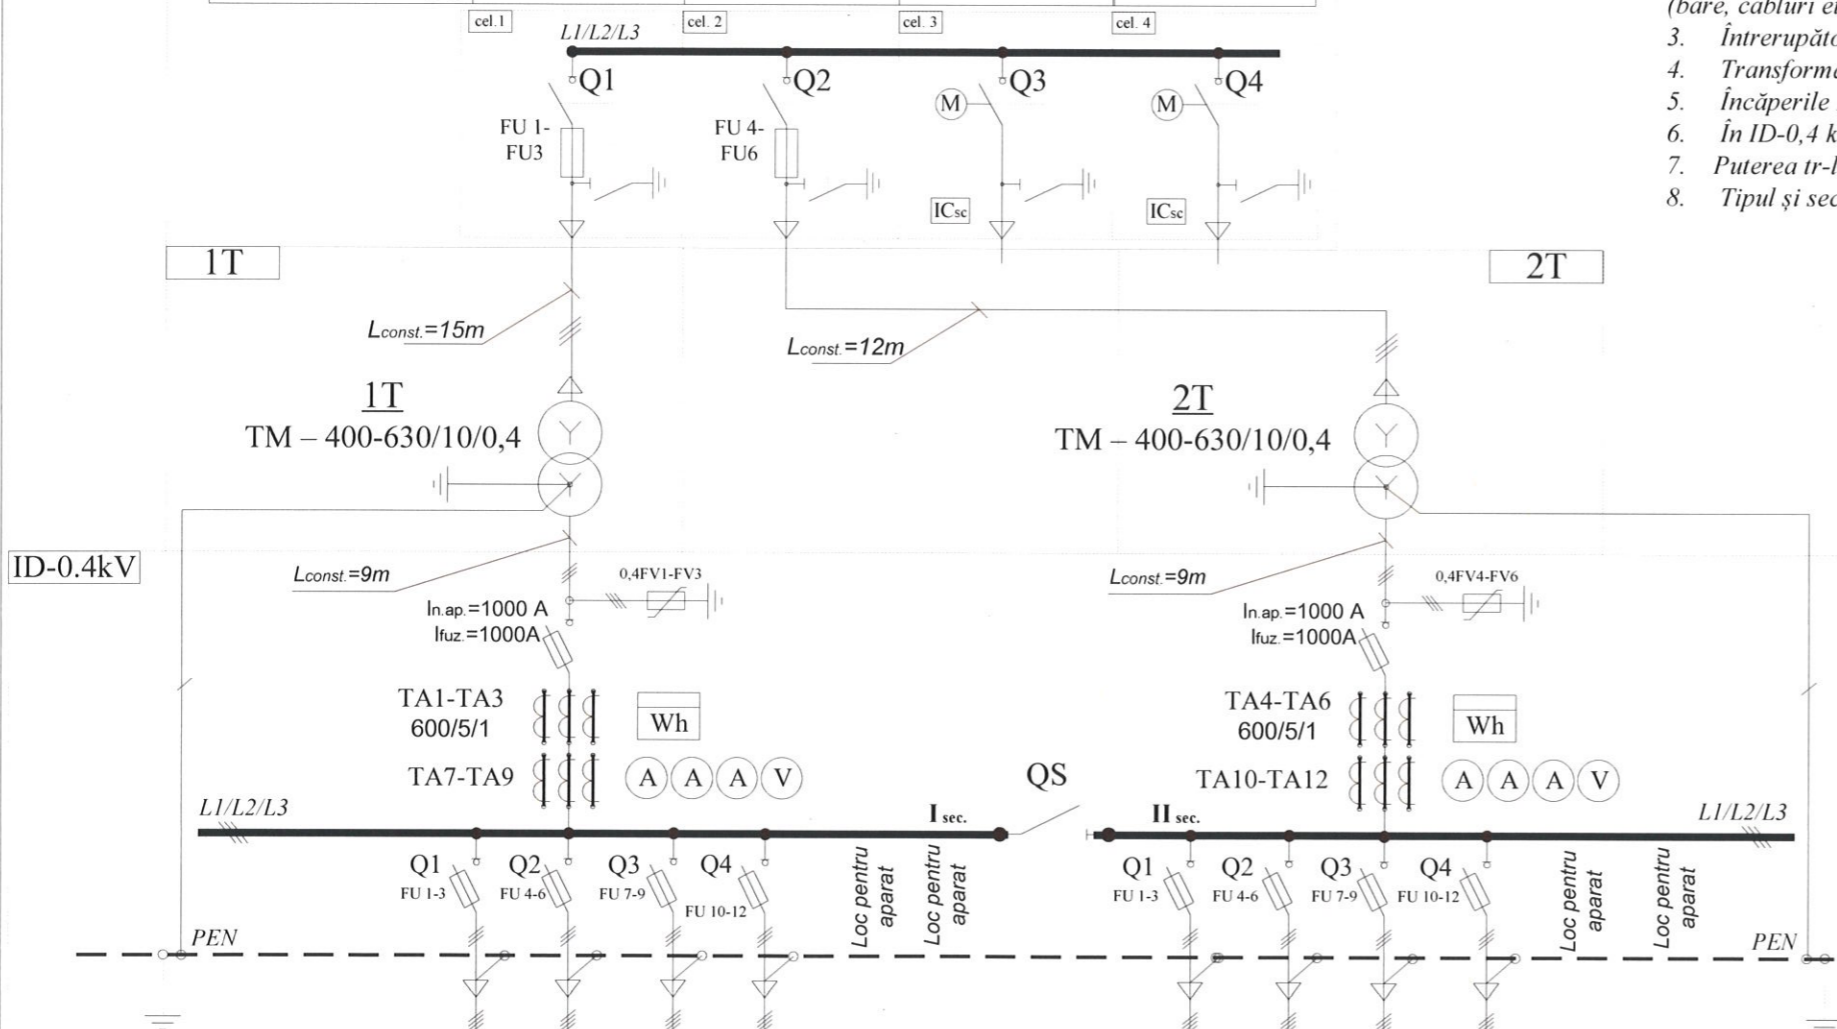 cel.1
cel. 2
cel. 3
cel. 4
L1/L2/L3
(bare, cabluri
3. 
4. 
5. Încăperile
6. În ID-0,4
7. Puterea
8. Tipul și
Q1
Q2
Q3
Q4
M
M
FU 1-
FU3
FU 4-
FU6
ICsc
ICsc
1T
2T
Lconst.=15m
Lconst.=12m
1T
TM – 400-630/10/0,4
Y
Y
2T
TM – 400-630/10/0,4
Y
Y
ID-0.4kV
Lconst.=9m
0,4FV1-FV3
In.ap.=1000 A
Ifuz.=1000A
Lconst.=9m
0,4FV4-FV6
In.ap.=1000 A
Ifuz.=1000A
TA1-TA3
600/5/1
Wh
TA4-TA6
600/5/1
Wh
TA7-TA9
A A A V
QS
TA10-TA12
A A A V
L1/L2/L3
I sec.
II sec.
L1/L2/L3
Q1
FU 1-3
Q2
FU 4-6
Q3
FU 7-9
Q4
FU 10-12
Loc pentru
aparat
Loc pentru
aparat
Q1
FU 1-3
Q2
FU 4-6
Q3
FU 7-9
Q4
FU 10-12
Loc pentru
aparat
Loc pentru
aparat
PEN
PEN